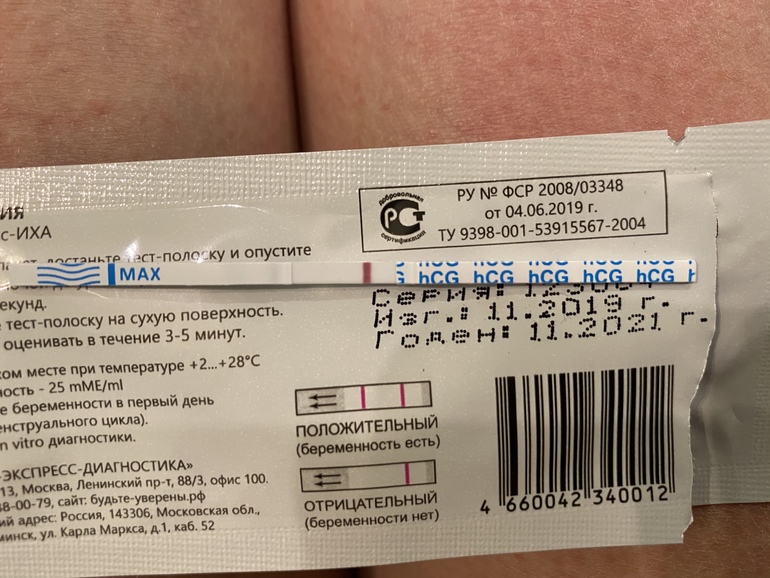 ИЯ
с-ИХА
достаньте тест-полоску и опустите
MAX
hCG hCG hCG hCG hCG
екунд.
тест-полоску на сухую поверхность.
оценивать в течение 3-5 минут.
ком месте при температуре +2...+28°C
ность - 25 mME/ml
е беременности в первый день
енструального цикла).
n vitro диагностики.
-ЭКСПРЕСС-ДИАГНОСТИКА»
13, Москва, Ленинский пр-т, 88/3, офис 100.
88-00-79, сайт: будьте-уверены.рф
ий адрес: Россия, 143306, Московская обл.,
минск, ул. Карла Маркса, д.1, каб. 52
добровольная
РСТ
сертификация
РУ № ФСР 2008/03348
от 04.06.2019 г.
ТУ 9398-001-53915567-2004
Серия:
Изг.: 11.2019 г.
Годен: 11.2021 г.
ПОЛОЖИТЕЛЬНЫЙ
(беременность есть)
ОТРИЦАТЕЛЬНЫЙ
(беременности нет)
4 660042 340012